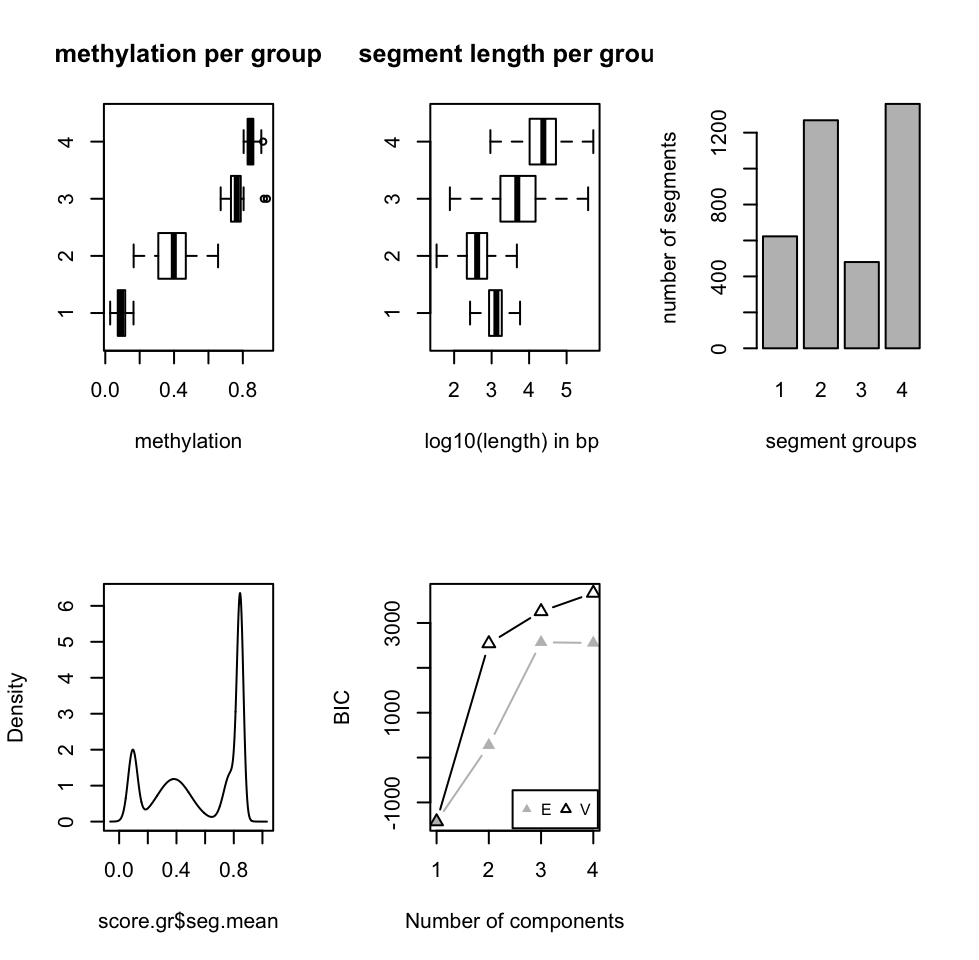 methylation per group
4
3
2
1
0.0 0.4 0.8
methylation
segment length per grou
4
3
2
1
2 3 4 5
log10(length) in bp
number of segments
1200
800
400
0
1 2 3 4
segment groups
Density
6
5
4
3
2
1
0
0.0 0.4 0.8
score.gr$seg.mean
BIC
3000
1000
-1000
E V
1 2 3 4
Number of components